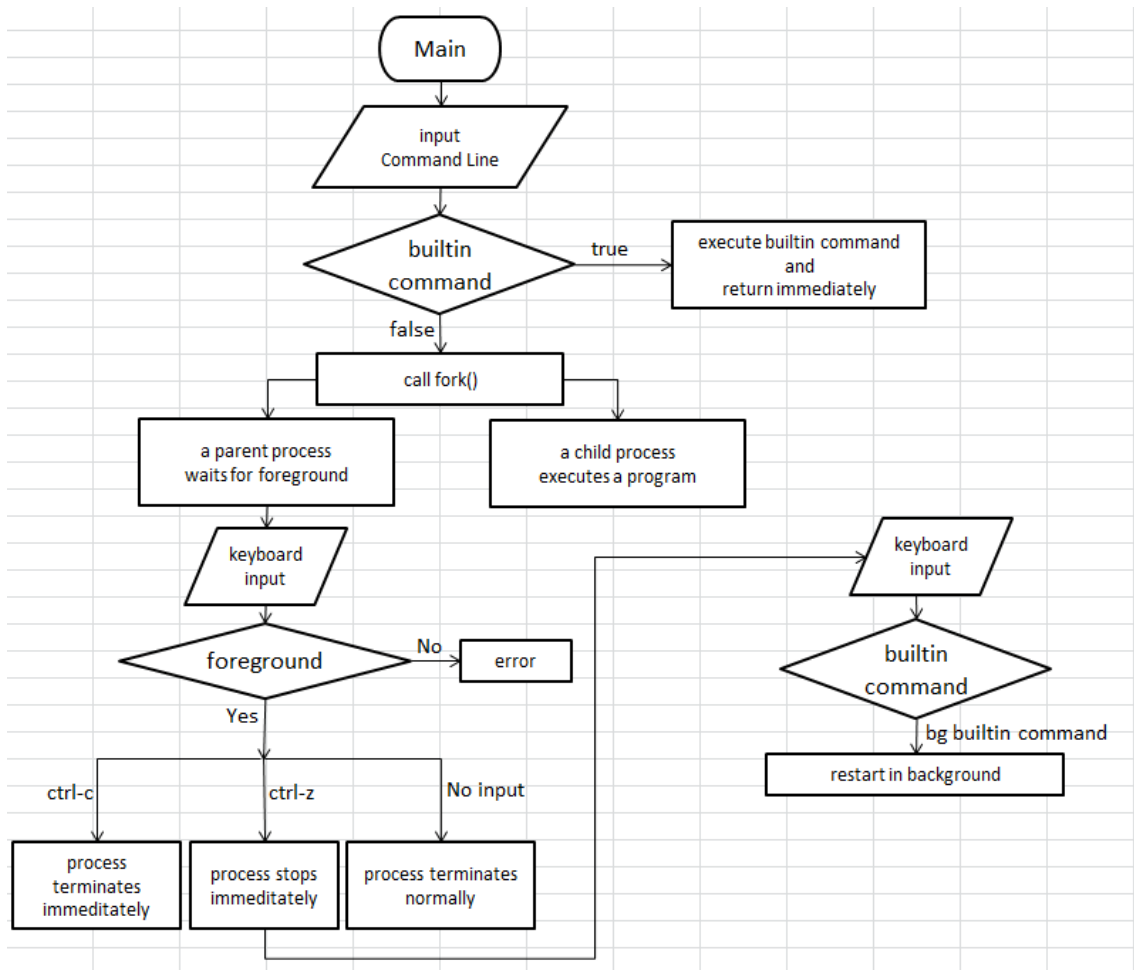 Main
input
Command Line
builtin
command
true
execute builtin command
and
return immediately
false
call fork()
a parent process
waits for foreground
a child process
executes a program
keyboard
input
foreground
No
error
Yes
ctrl-c
ctrl-z
No input
process
terminates
immeditately
process stops
immeditately
process terminates
normally
keyboard
input
builtin
command
bg builtin command
restart in background